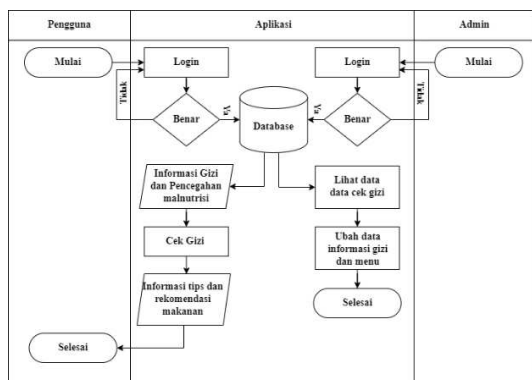 Pengguna
Aplikasi
Admin
Mulai
Login
Login
Mulai
Tidak
Benar
Ya
Database
Ya
Benar
Tidak
Informasi Gizi
dan Pencegahan
malnutrisi
Lihat data
data cek gizi
Cek Gizi
Ubah data
informasi gizi
dan menu
Informasi tips dan
rekomendasi
makanan
Selesai
Selesai